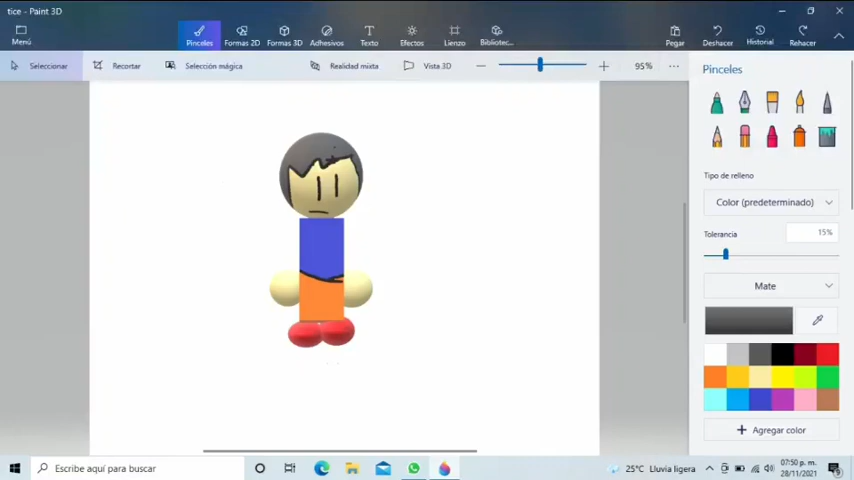 tice - Paint 3D
Menú
Pinceles
Formas 2D
Formas 3D
Adhesivos
Texto
Efectos
Lienzo
Bibliotec...
Pegar
Deshacer
Historial
Rehacer
Seleccionar
Recortar
Selección mágica
Realidad mixta
Vista 3D
95%
Pinceles
Tipo de relleno
Color (predeterminado)
Tolerancia
15%
Mate
Agregar color
Escribe aquí para buscar
25°C Lluvia ligera
07:50 p. m.
28/11/2021